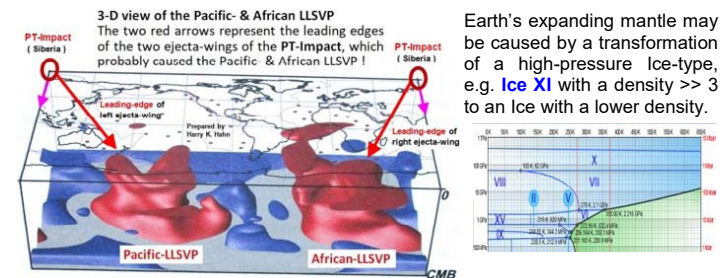 3-D view of the Pacific- & African LLSVP
The two red arrows represent the leading edges
of the two ejecta-wings of the PT-Impact, which
probably caused the Pacific- & African LLSVP !
PT-Impact
( Siberia )
PT-Impact
( Siberia )
Leading-edge of
left ejecta-wing"
Prepared by
Harry K. Hahn
Leading-edge of
right ejecta-wing
0
Pacific-LLSVP
African-LLSVP
CMB
Earth's expanding mantle may
be caused by a transformation
of a high-pressure Ice-type,
e.g. Ice XI with a density >> 3
to an Ice with a lower density.
X
VIII
VII
II
V
VI
XV
IX